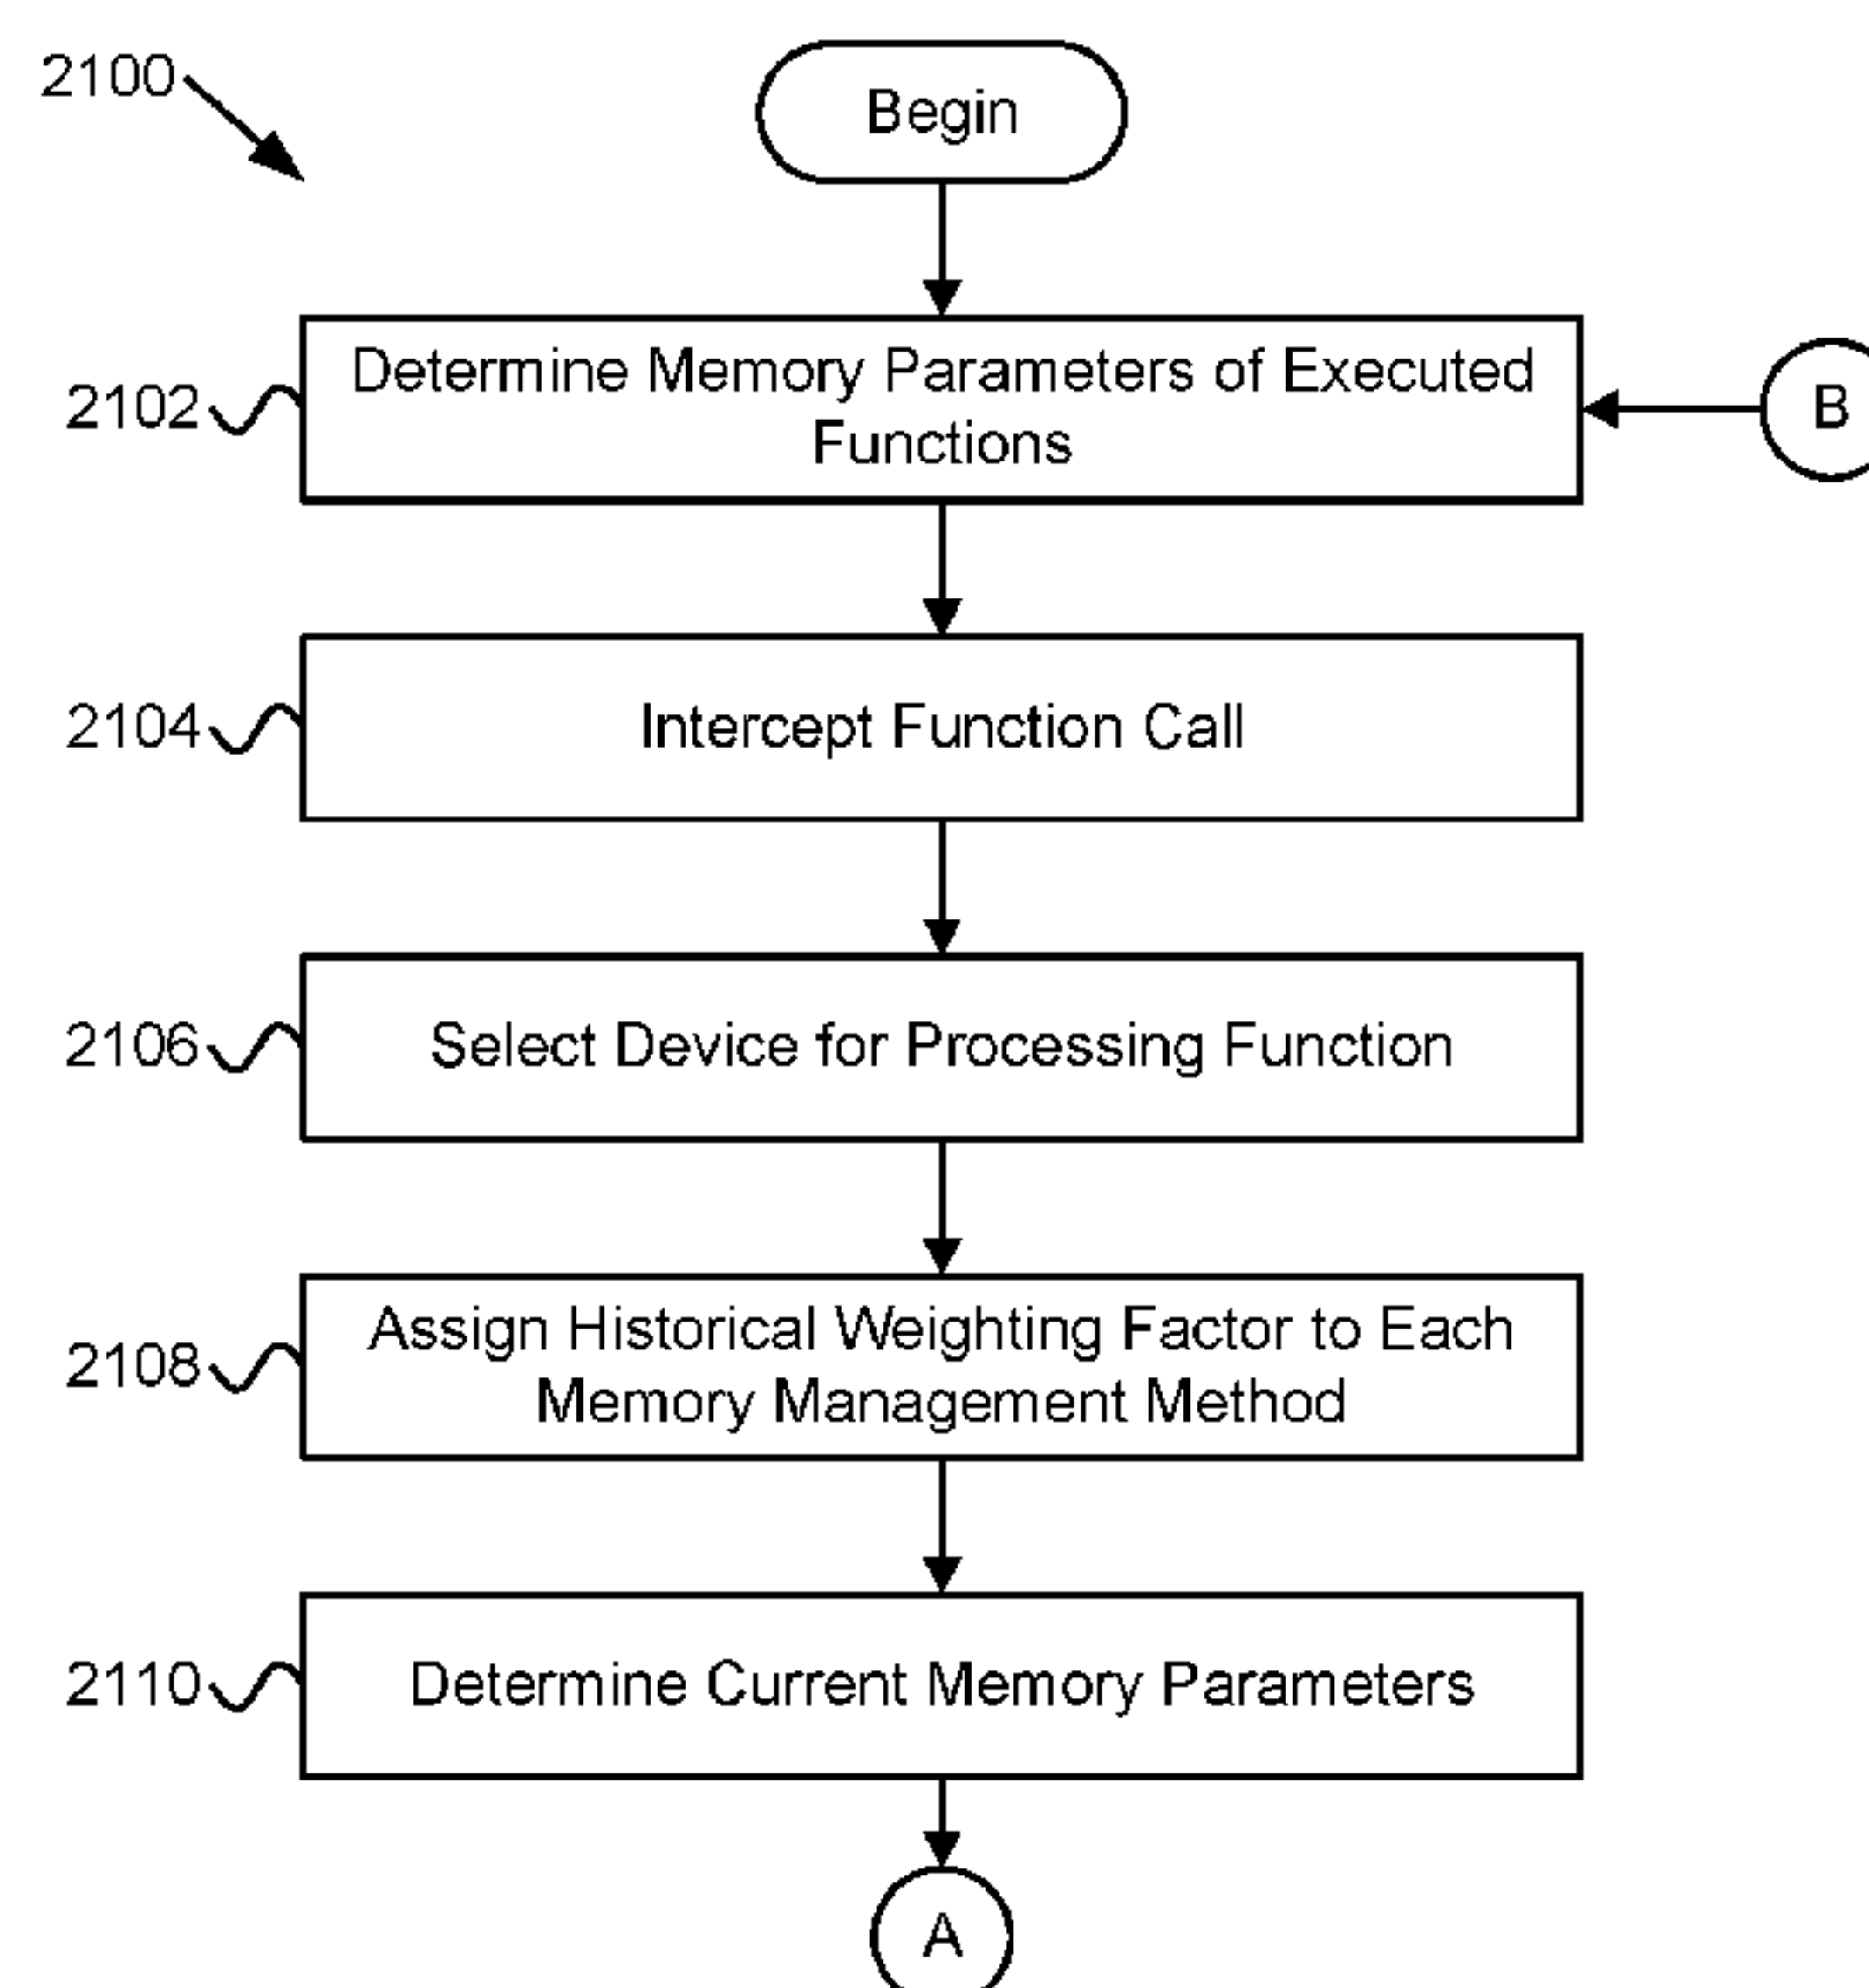 2100
Begin
2102
Determine Memory Parameters of Executed
Functions
B
2104
Intercept Function Call
2106
Select Device for Processing Function
2108
Assign Historical Weighting Factor to Each
Memory Management Method
2110
Determine Current Memory Parameters
A